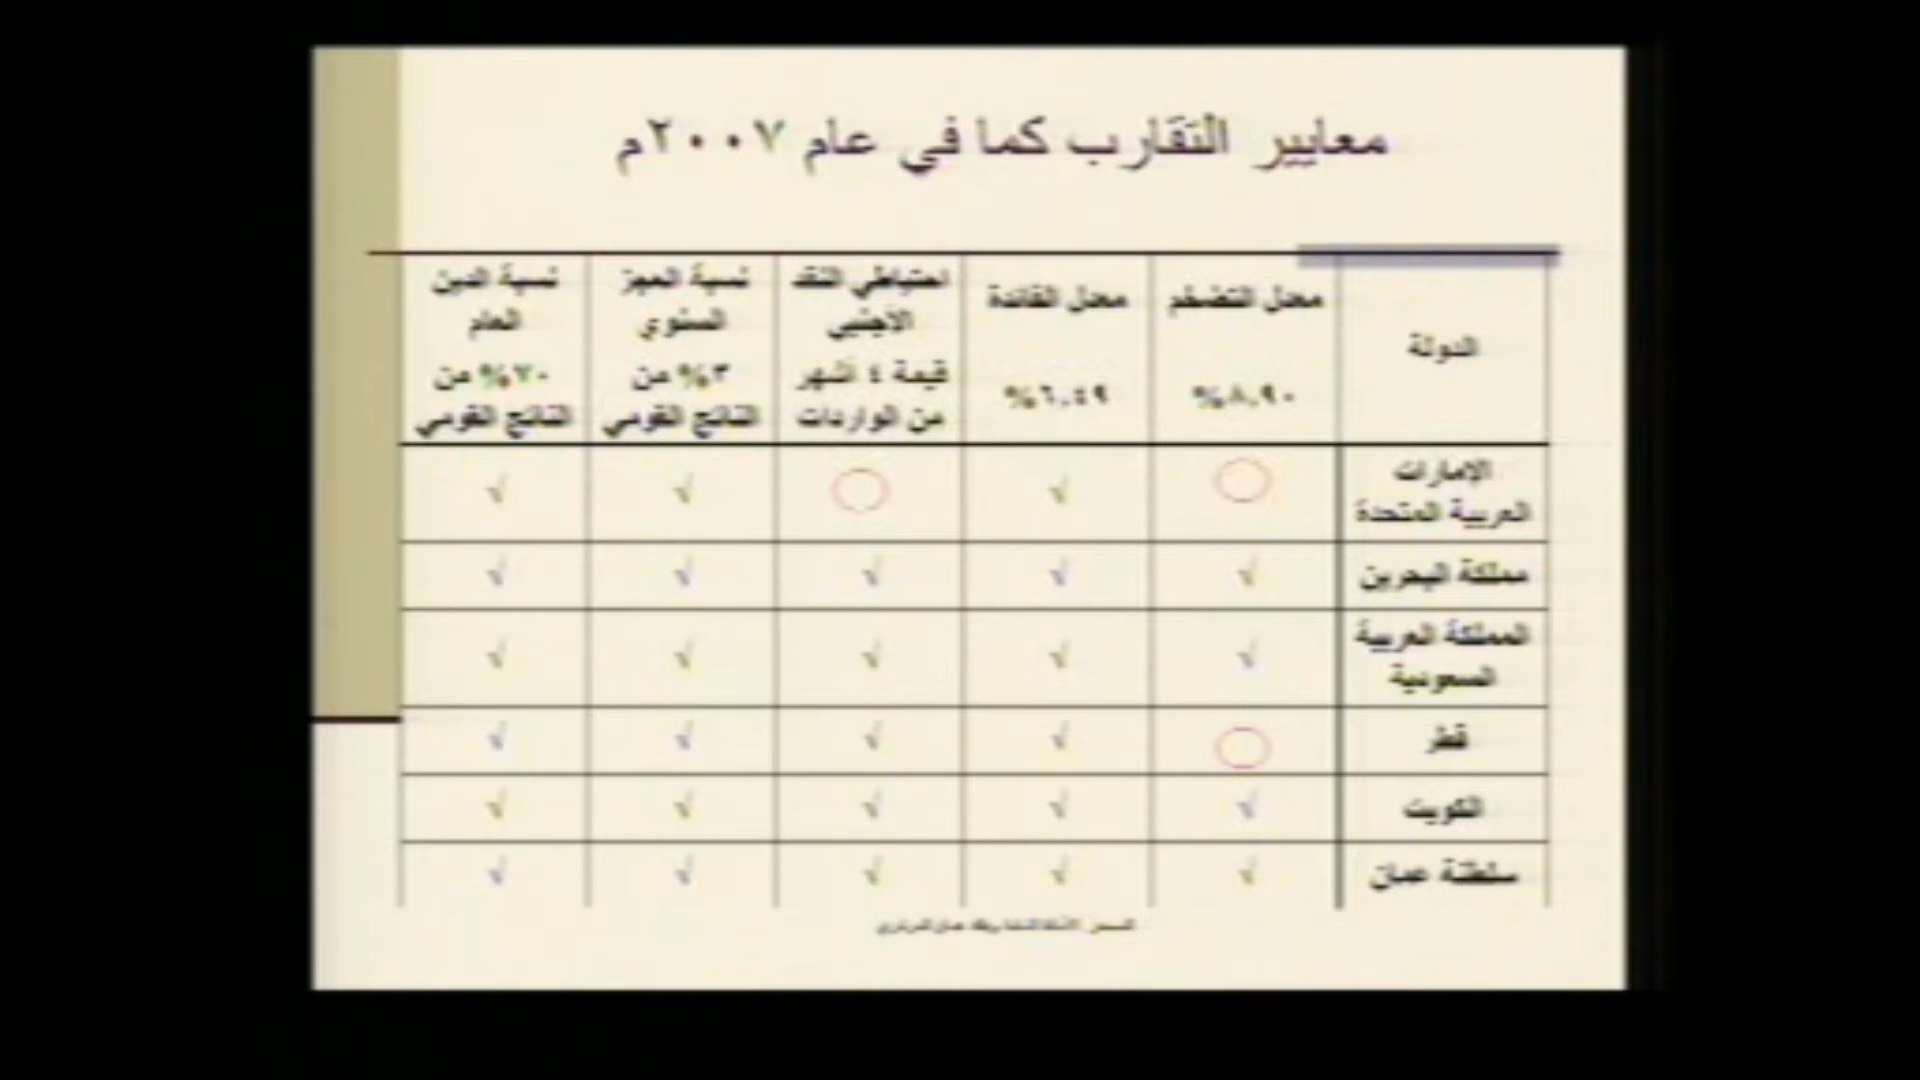 معايير التقارب كما في عام ٢٠٠٧م
الدولة
معدل التضخم
٨.٩٠%
معدل الفائدة
٦.٤٩%
احتياطي النقد
الأجنبي
قيمة ٤ أشهر
من الواردات
نسبة العجز
السنوي
٣% من
الناتج القومي
نسبة الدين
العام
٧٠% من
الناتج القومي
الإمارات
العربية المتحدة
○ √ ○ √ √
مملكة البحرين
√ √ √ √ √
المملكة العربية
السعودية
√ √ √ √ √
قطر
○ √ √ √ √
الكويت
√ √ √ √ √
سلطنة عمان
√ √ √ √ √
المصدر